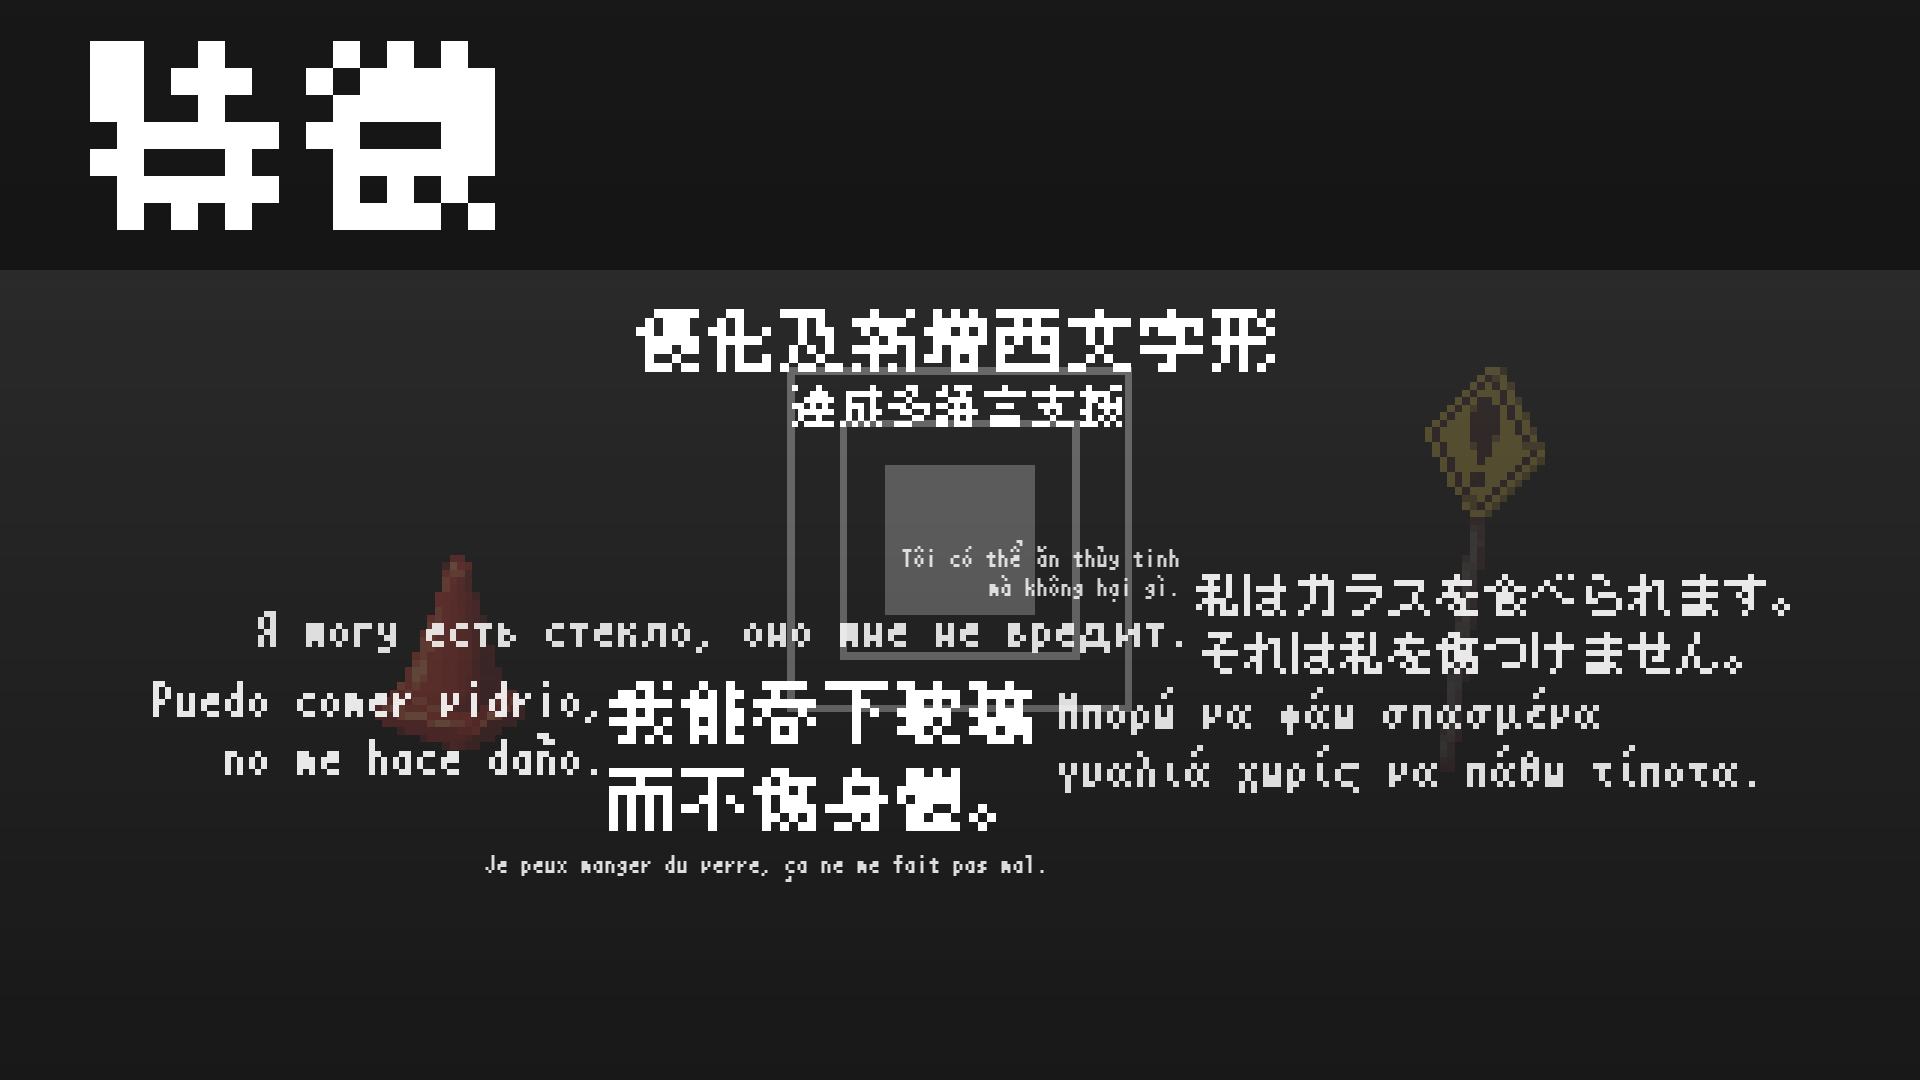 特色
優化及新增西文字形
達成多語言支援
Tôi có thể ăn thủy tinh
mà không hại gì.
私はガラスを食べられます。
それは私を傷つけません。
Я могу есть стекло, оно мне не вредит.
Puedo comer vidrio,
no me hace daño.
我能吞下玻璃
而不傷身體。
Μπορώ να φάω σπασμένα
γυαλιά χωρίς να πάθω τίποτα.
Je peux manger du verre, ça ne me fait pas mal.